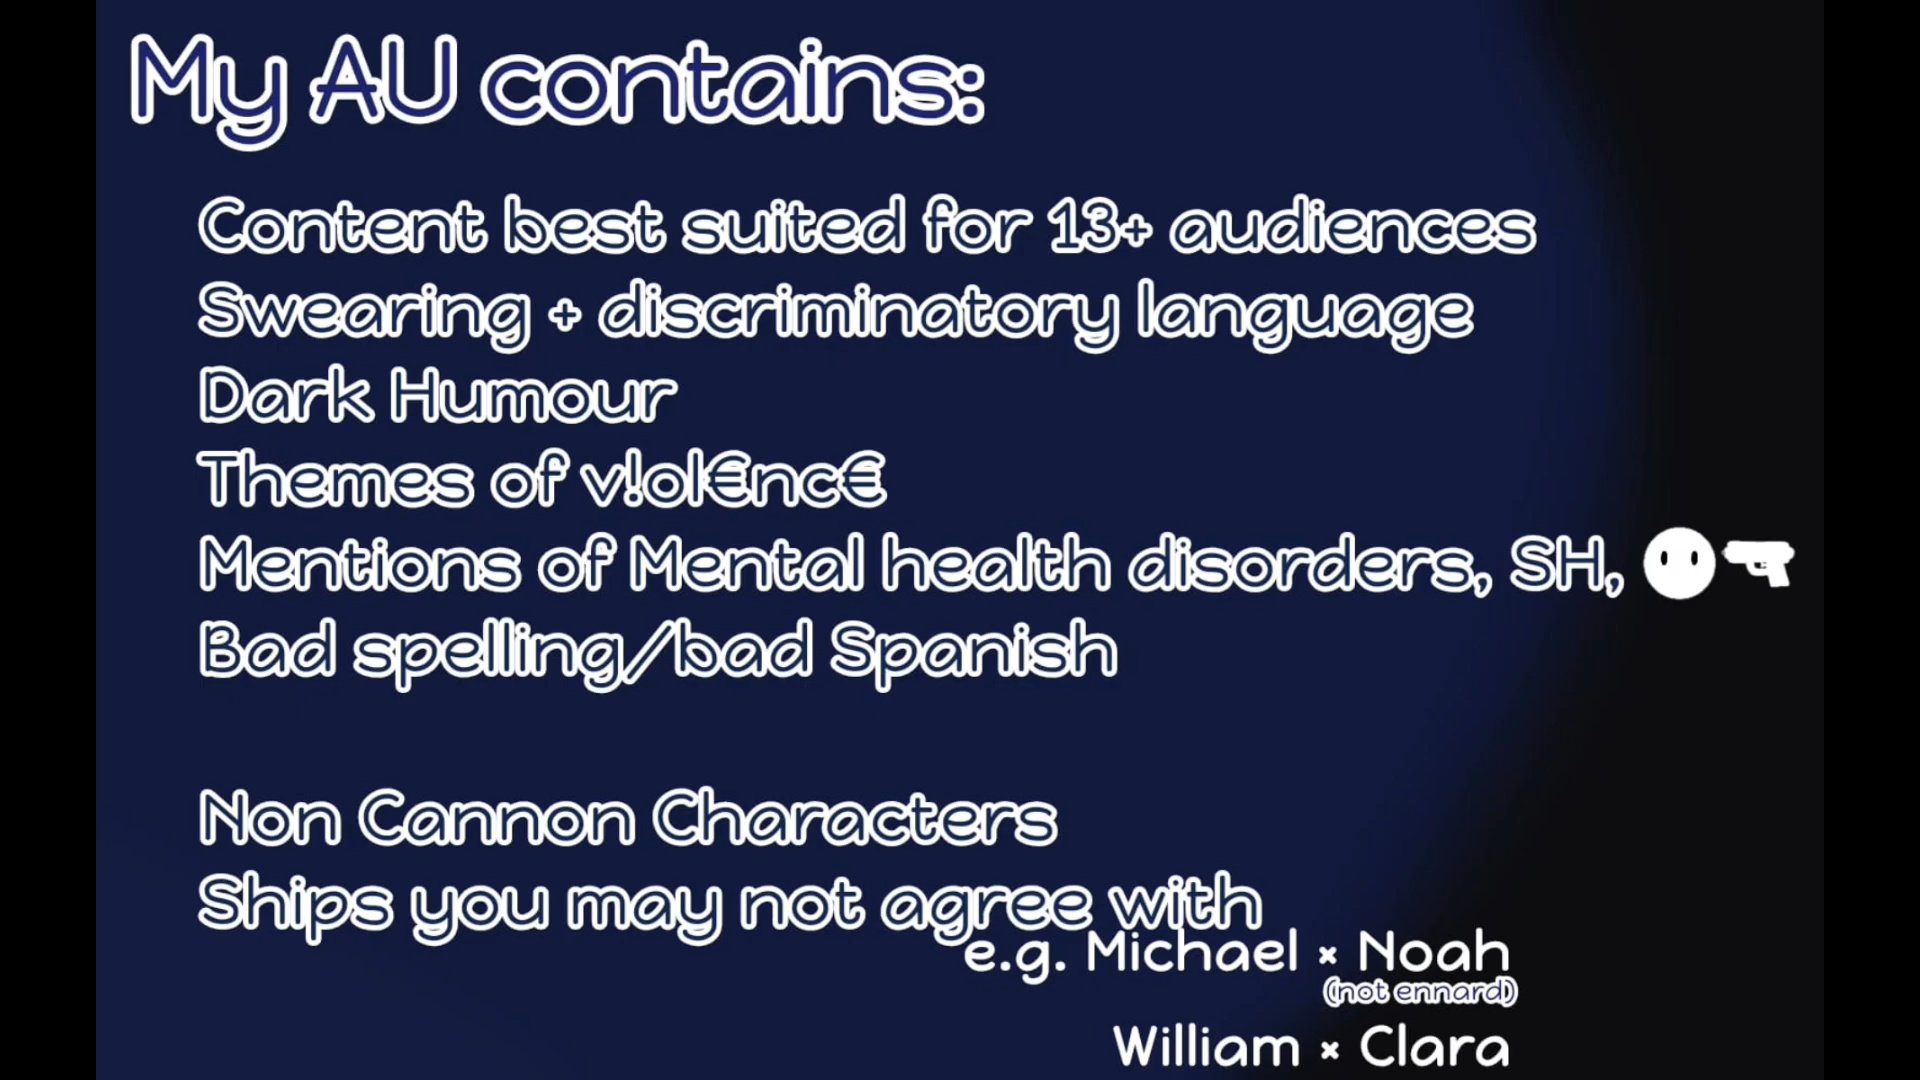 My AU contains:
Content best suited for 13+ audiences
Swearing + discriminatory language
Dark Humour
Themes of v!ol€nc€
Mentions of Mental health disorders, SH, 😶🔫
Bad spelling/bad Spanish
Non Cannon Characters
Ships you may not agree with
e.g. Michael × Noah
(not ennard)
William × Clara